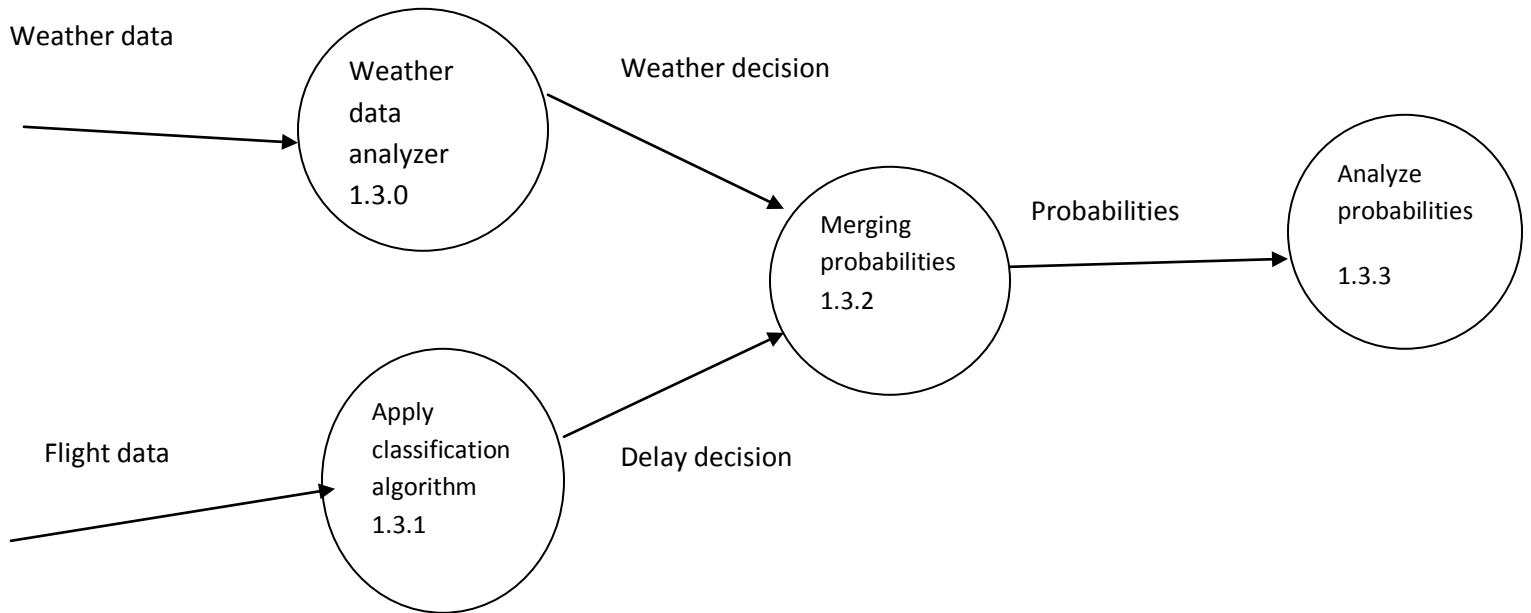 Weather data
Weather
data
analyzer
1.3.0
Weather decision
Merging
probabilities
1.3.2
Probabilities
Analyze
probabilities
1.3.3
Flight data
Apply
classification
algorithm
1.3.1
Delay decision